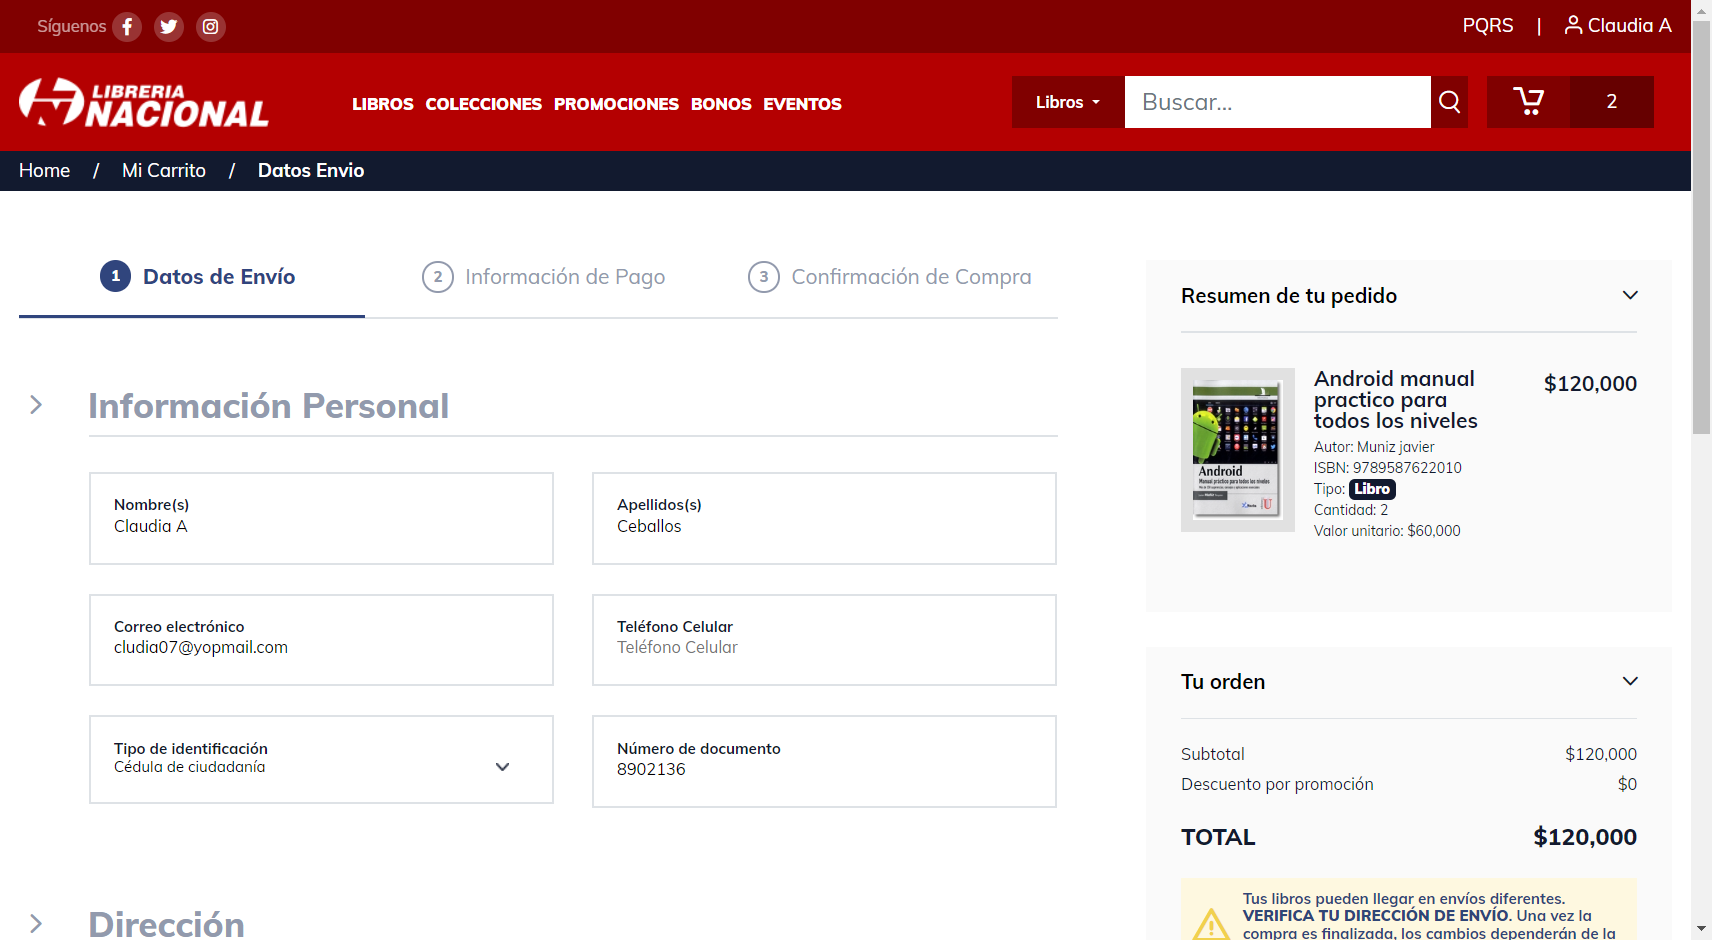 Síguenos
PQRS | Claudia A
LIBRERIA
NACIONAL
LIBROS COLECCIONES PROMOCIONES BONOS EVENTOS
Libros
Buscar...
2
Home / Mi Carrito / Datos Envio
1 Datos de Envío
2 Información de Pago
3 Confirmación de Compra
Información Personal
Nombre(s)
Claudia A
Apellidos(s)
Ceballos
Correo electrónico
cludia07@yopmail.com
Teléfono Celular
Teléfono Celular
Tipo de identificación
Cédula de ciudadanía
Número de documento
8902136
Dirección
Resumen de tu pedido
Android
Manual práctico para todos los niveles
Android manual
practico para
todos los niveles
$120,000
Autor: Muniz javier
ISBN: 9789587622010
Tipo: Libro
Cantidad: 2
Valor unitario: $60,000
Tu orden
Subtotal $120,000
Descuento por promoción $0
TOTAL $120,000
Tus libros pueden llegar en envíos diferentes.
VERIFICA TU DIRECCIÓN DE ENVÍO. Una vez la
compra es finalizada, los cambios dependerán de la